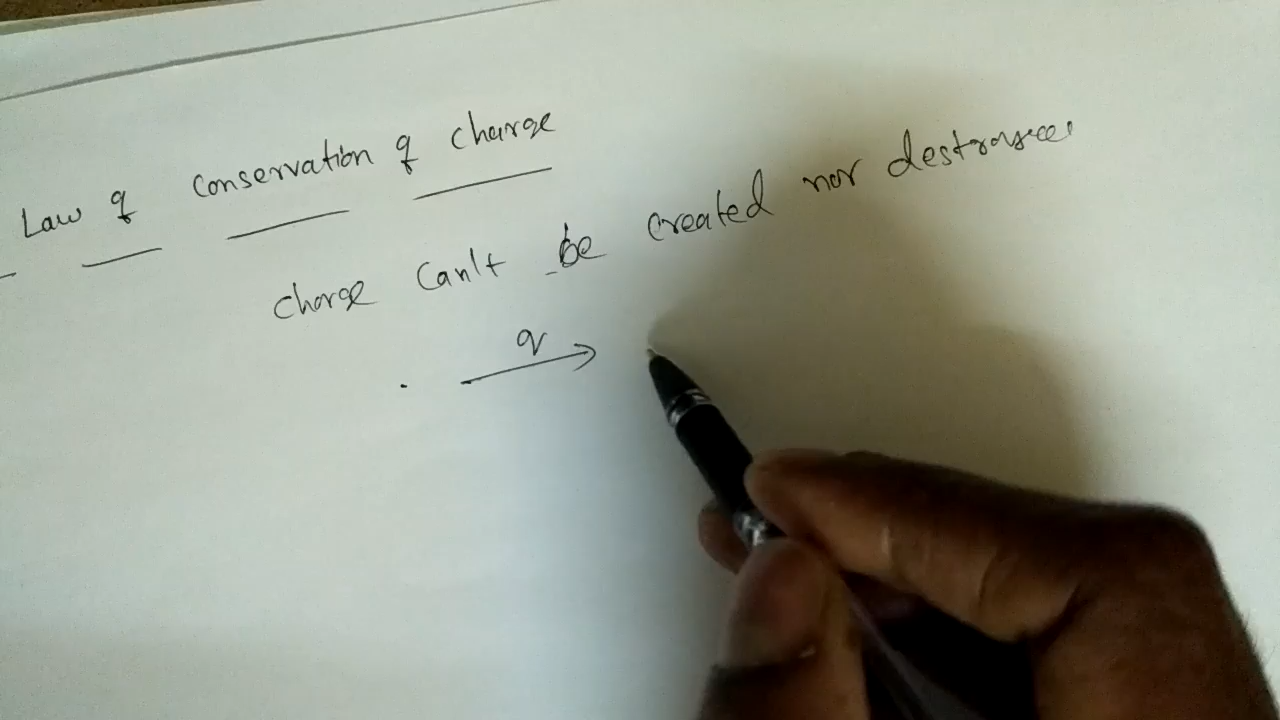 Law of conservation of charge
charge can't be created nor destroyed
q